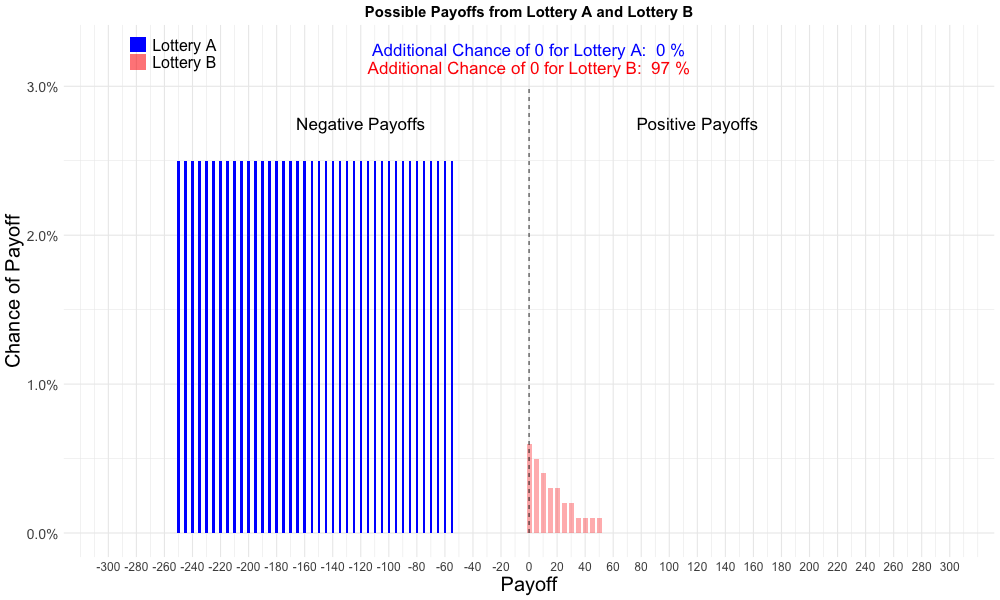 Possible Payoffs from Lottery A and Lottery B
Lottery A
Lottery B
Additional Chance of 0 for Lottery A:  0 %
Additional Chance of 0 for Lottery B:  97 %
Negative Payoffs
Positive Payoffs
Chance of Payoff
3.0%
2.0%
1.0%
0.0%
-300 -280 -260 -240 -220 -200 -180 -160 -140 -120 -100 -80 -60 -40 -20 0 20 40 60 80 100 120 140 160 180 200 220 240 260 280 300
Payoff